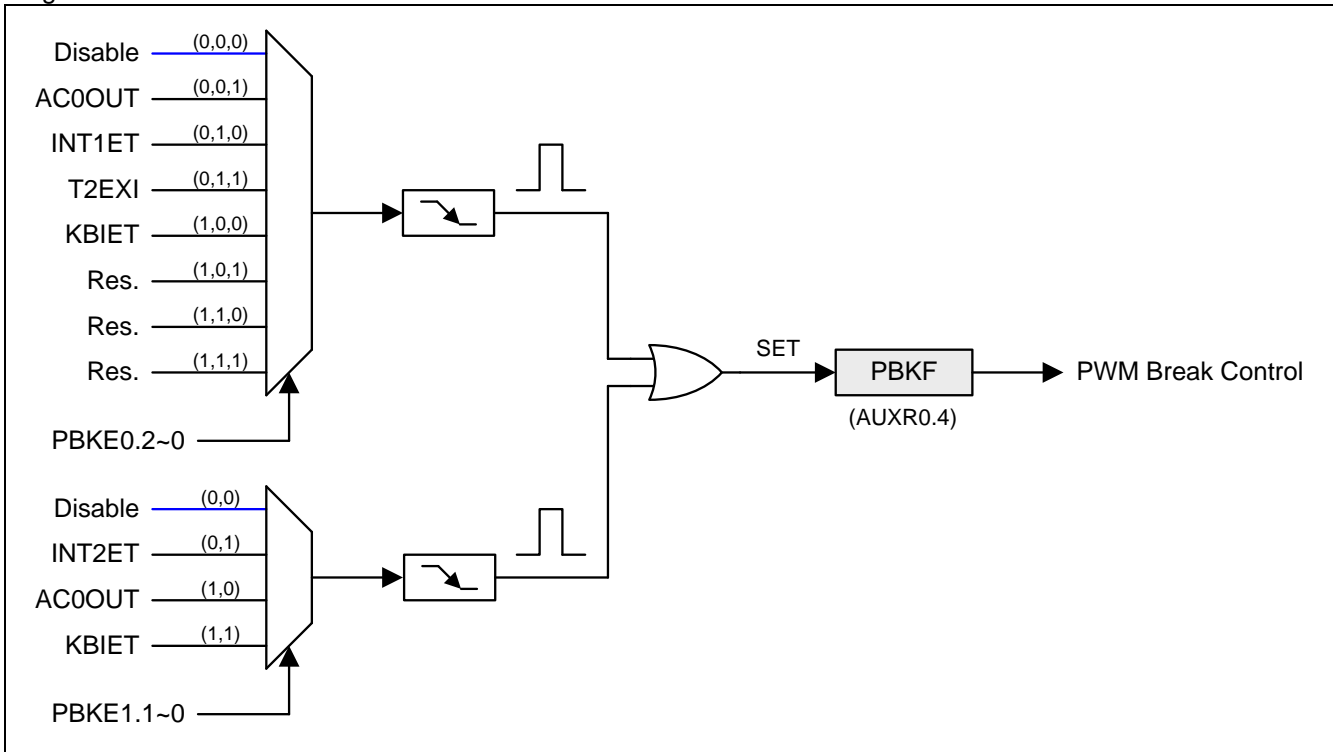 Disable (0,0,0)
AC0OUT (0,0,1)
INT1ET (0,1,0)
T2EXI (0,1,1)
KBIET (1,0,0)
Res. (1,0,1)
Res. (1,1,0)
Res. (1,1,1)
PBKE0.2~0
SET
PBKF
PWM Break Control
(AUXR0.4)
Disable (0,0)
INT2ET (0,1)
AC0OUT (1,0)
KBIET (1,1)
PBKE1.1~0